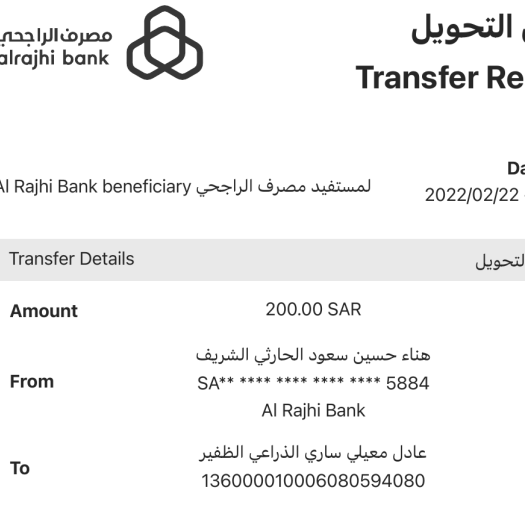 مصرف الراجحي
alrajhi bank
التحويل
Transfer Re
Da
2022/02/22
لمستفيد مصرف الراجحي Al Rajhi Bank beneficiary
Transfer Details
لتحويل
Amount
200.00 SAR
هناء حسين سعود الحارثي الشريف
From
SA** **** **** **** **** 5884
Al Rajhi Bank
عادل معيلي ساري الذراعي الظفير
To
136000010006080594080